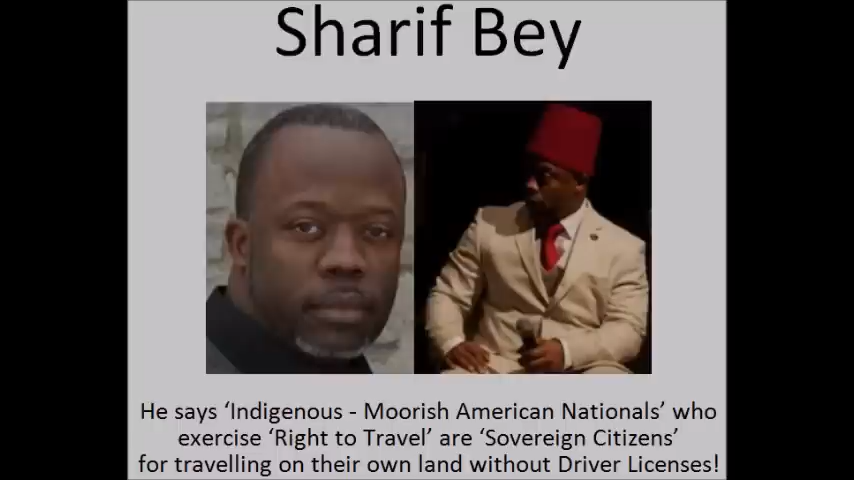 Sharif Bey
He says ‘Indigenous - Moorish American Nationals’ who
exercise ‘Right to Travel’ are ‘Sovereign Citizens’
for travelling on their own land without Driver Licenses!